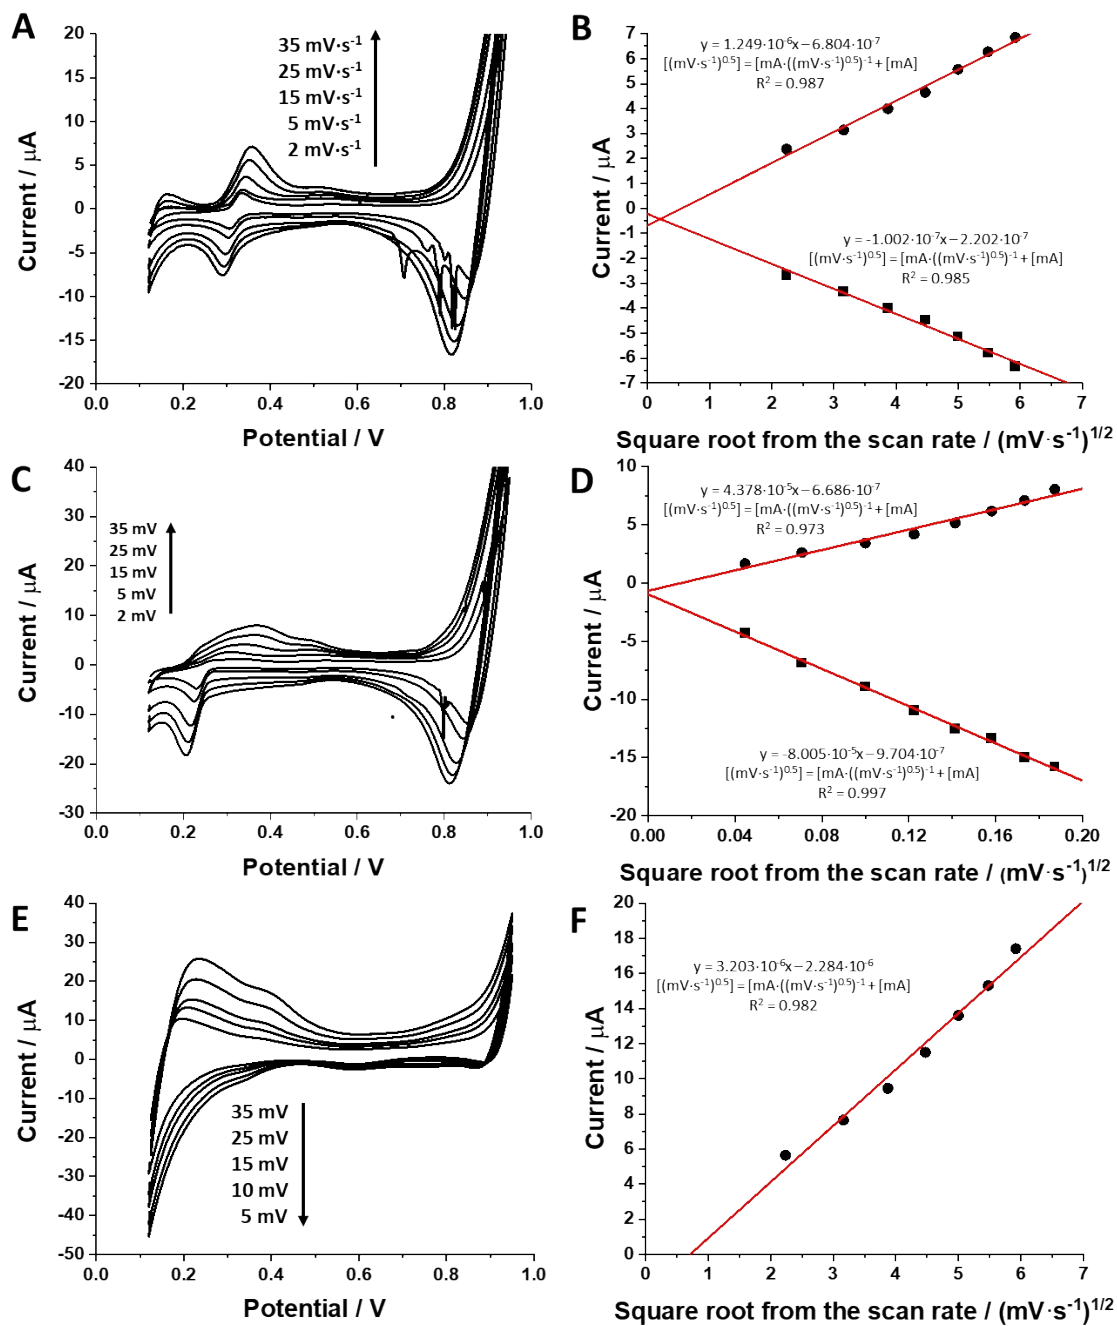 A
35 mV·s⁻¹
25 mV·s⁻¹
15 mV·s⁻¹
5 mV·s⁻¹
2 mV·s⁻¹
20
15
10
5
0
-5
-10
-15
-20
0.0 0.2 0.4 0.6 0.8 1.0
Current / µA
Potential / V
B
y = 1.249·10⁻⁶x−6.804·10⁻⁷
[(mV·s⁻¹)⁰·⁵] = [mA·((mV·s⁻¹)⁰·⁵)⁻¹ + [mA]
R² = 0.987
y = -1.002·10⁻⁷x−2.202·10⁻⁷
[(mV·s⁻¹)⁰·⁵] = [mA·((mV·s⁻¹)⁰·⁵)⁻¹ + [mA]
R² = 0.985
7
6
5
4
3
2
1
0
-1
-2
-3
-4
-5
-6
-7
0 1 2 3 4 5 6 7
Current / µA
Square root from the scan rate / (mV·s⁻¹)¹/²
C
35 mV
25 mV
15 mV
5 mV
2 mV
40
30
20
10
0
-10
-20
-30
0.0 0.2 0.4 0.6 0.8 1.0
Current / µA
Potential / V
D
y = 4.378·10⁻⁵x−6.686·10⁻⁷
[(mV·s⁻¹)⁰·⁵] = [mA·((mV·s⁻¹)⁰·⁵)⁻¹ + [mA]
R² = 0.973
y = -8.005·10⁻⁵x−9.704·10⁻⁷
[(mV·s⁻¹)⁰·⁵] = [mA·((mV·s⁻¹)⁰·⁵)⁻¹ + [mA]
R² = 0.997
10
5
0
-5
-10
-15
-20
0.00 0.04 0.08 0.12 0.16 0.20
Current / µA
Square root from the scan rate / (mV·s⁻¹)¹/²
E
35 mV
25 mV
15 mV
10 mV
5 mV
40
30
20
10
0
-10
-20
-30
-40
-50
0.0 0.2 0.4 0.6 0.8 1.0
Current / µA
Potential / V
F
y = 3.203·10⁻⁶x−2.284·10⁻⁶
[(mV·s⁻¹)⁰·⁵] = [mA·((mV·s⁻¹)⁰·⁵)⁻¹ + [mA]
R² = 0.982
20
18
16
14
12
10
8
6
4
2
0
0 1 2 3 4 5 6 7
Current / µA
Square root from the scan rate / (mV·s⁻¹)¹/²